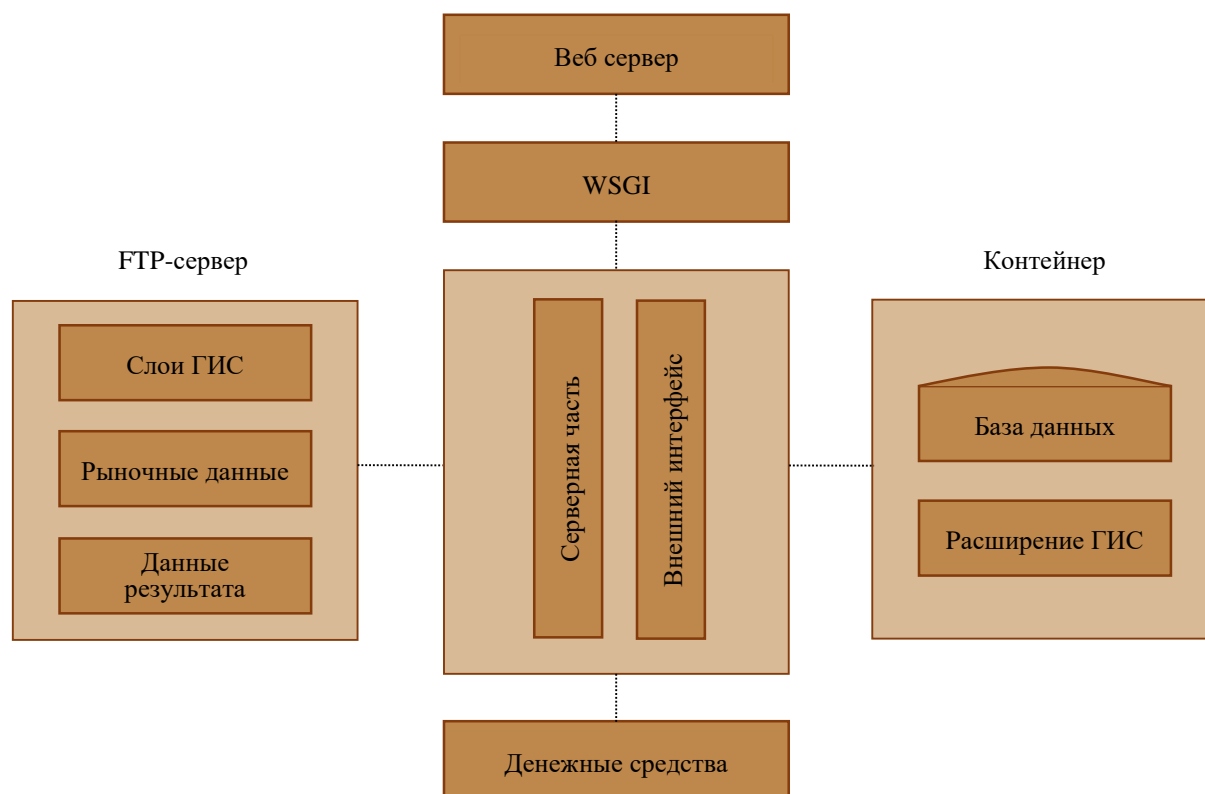 Веб сервер
WSGI
FTP-сервер
Контейнер
Слои ГИС
Рыночные данные
Данные
результата
Серверная часть
Внешний интерфейс
База данных
Расширение ГИС
Денежные средства